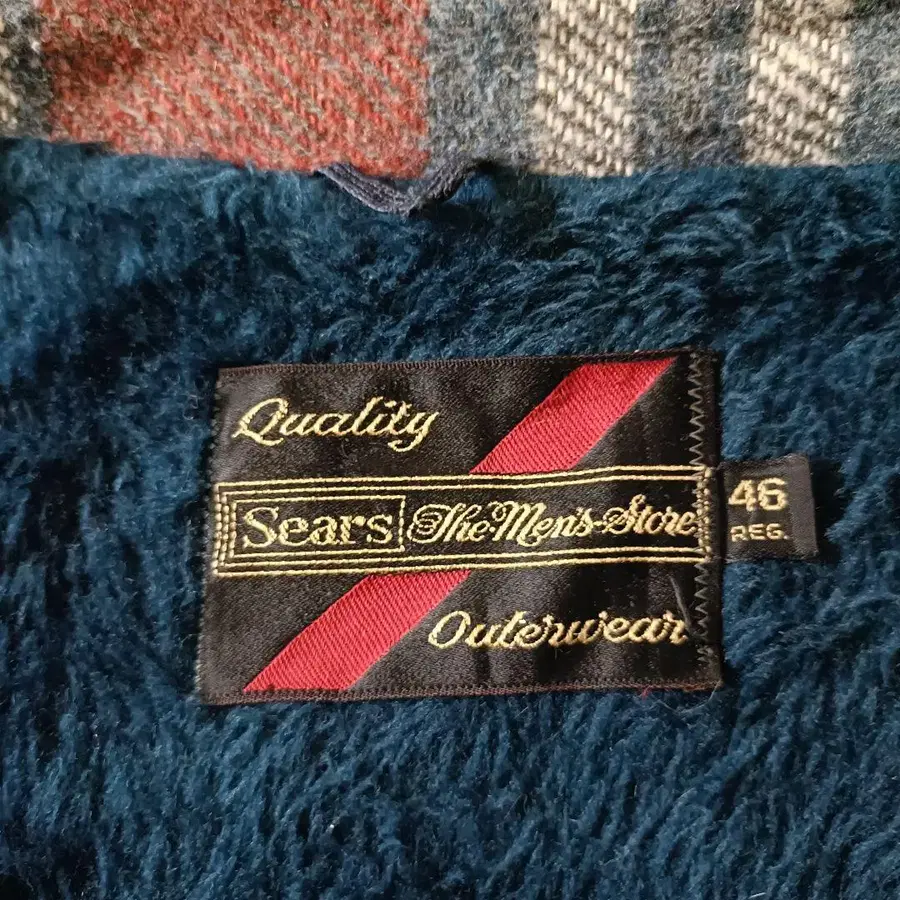 Quality
Sears The Men's Store
Outerwear
46
REG.